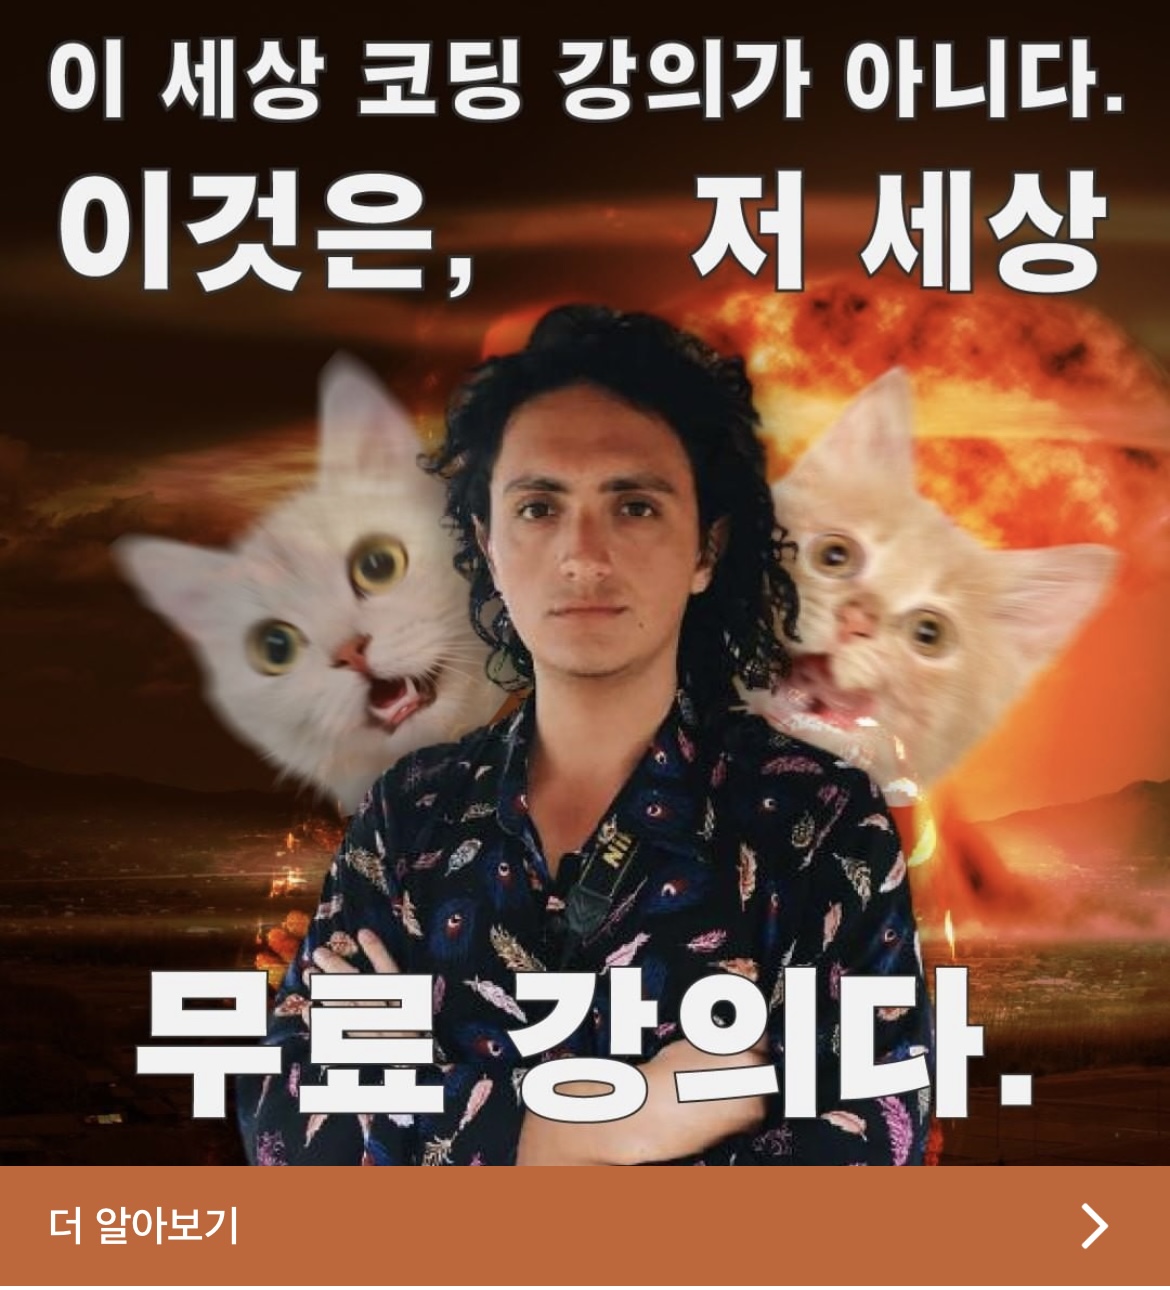 이 세상 코딩 강의가 아니다.
이것은, 저 세상
Nil
무료 강의다.
더 알아보기